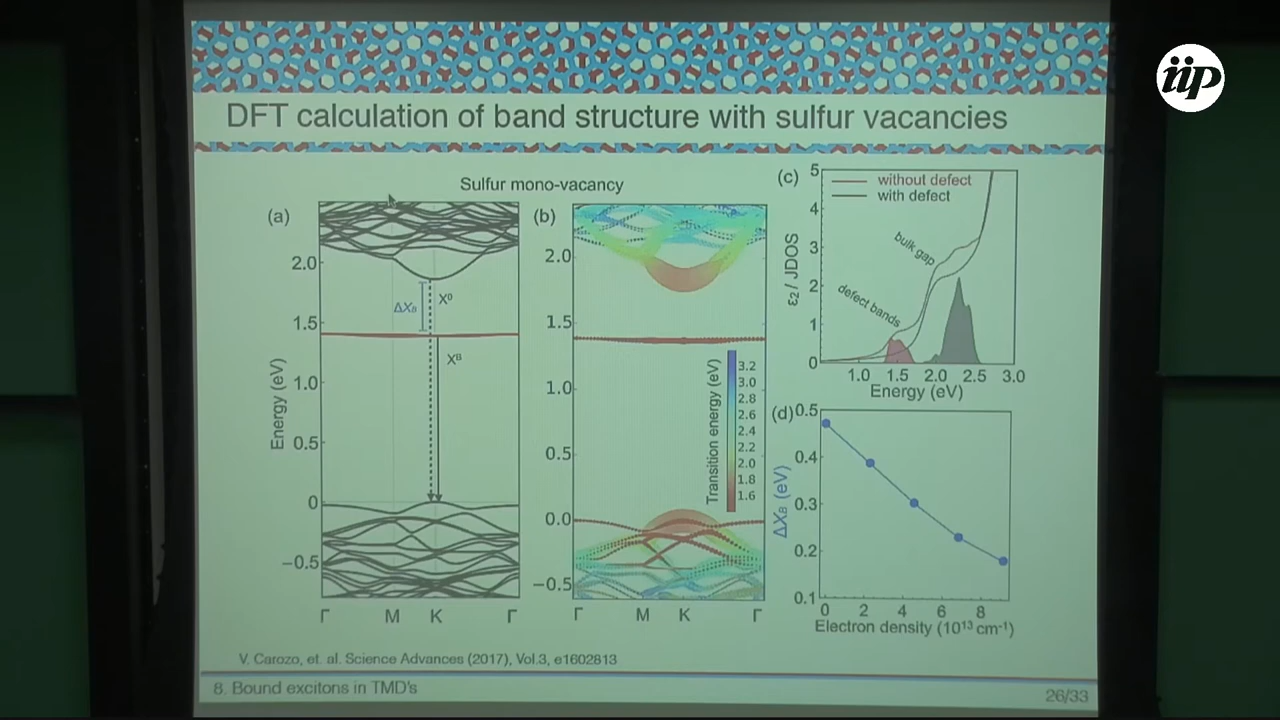 iip
DFT calculation of band structure with sulfur vacancies
Sulfur mono-vacancy
(a)
2.0
1.5
1.0
0.5
0
−0.5
Energy (eV)
ΔX_B
X⁰
X^B
Γ M K Γ
(b)
2.0
1.5
1.0
0.5
0.0
−0.5
Transition energy (eV)
3.2
3.0
2.8
2.6
2.4
2.2
2.0
1.8
1.6
Γ M K Γ
(c)
without defect
with defect
bulk gap
defect bands
ε₂ / JDOS
5
4
3
2
1
0
1.0 1.5 2.0 2.5 3.0
Energy (eV)
(d)
0.5
0.4
0.3
0.2
0.1
ΔX_B (eV)
0 2 4 6 8
Electron density (10¹³ cm⁻¹)
V. Carozo, et. al. Science Advances (2017), Vol.3, e1602813
8. Bound excitons in TMD's
26/33